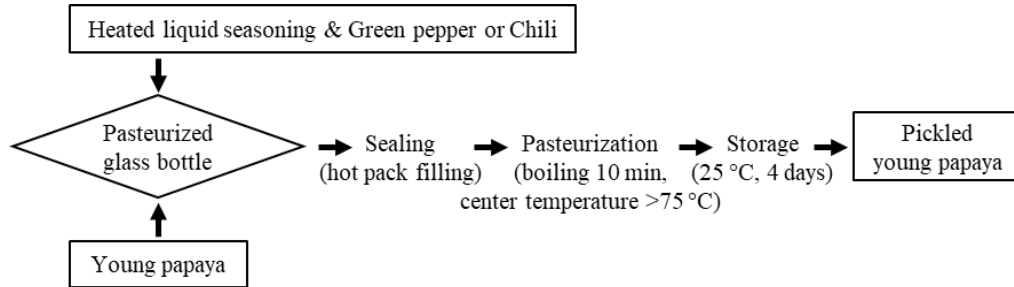 Heated liquid seasoning & Green pepper or Chili
Pasteurized
glass bottle
Sealing
(hot pack filling)
Pasteurization
(boiling 10 min,
center temperature >75 °C)
Storage
(25 °C, 4 days)
Pickled
young papaya
Young papaya